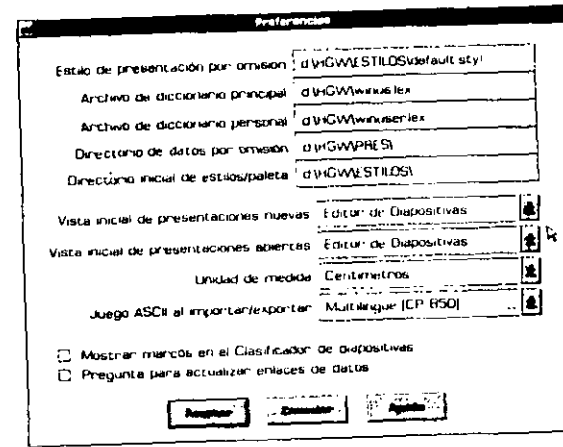 Preferencias
Estilo de presentación por omisión d:\HGW\ESTILOS\default.styl
Archivo de diccionario principal d:\HGW\winus.lex
Archivo de diccionario personal d:\HGW\winuser.lex
Directorio de datos por omisión d:\HGW\PRES\
Directorio inicial de estilos/paleta d:\HGW\ESTILOS\
Vista inicial de presentaciones nuevas Editor de Diapositivas
Vista inicial de presentaciones abiertas Editor de Diapositivas
Unidad de medida Centímetros
Juego ASCII al importar/exportar Multilingüe (CP 850)
Mostrar marcos en el Clasificador de diapositivas
Pregunta para actualizar enlaces de datos
Aceptar Cancelar Ayuda